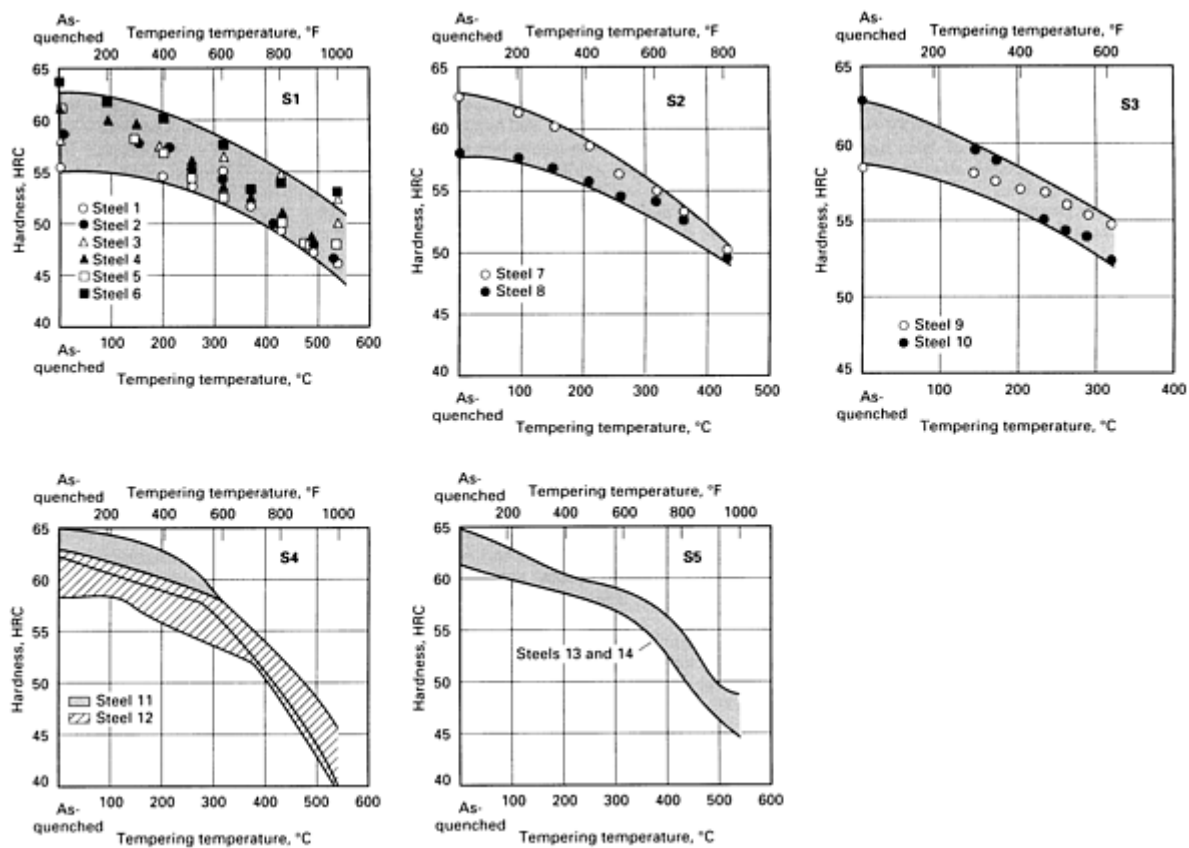 As-
quenched
Tempering temperature, °F
200 400 600 800 1000
65
60
55
50
45
40
Hardness, HRC
S1
Steel 1
Steel 2
Steel 3
Steel 4
Steel 5
Steel 6
As-
quenched
100 200 300 400 500 600
Tempering temperature, °C
As-
quenched
Tempering temperature, °F
200 400 600 800
65
60
55
50
45
40
Hardness, HRC
S2
Steel 7
Steel 8
As-
quenched
100 200 300 400 500
Tempering temperature, °C
As-
quenched
Tempering temperature, °F
200 400 600
65
60
55
50
45
Hardness, HRC
S3
Steel 9
Steel 10
As-
quenched
100 200 300 400
Tempering temperature, °C
As-
quenched
Tempering temperature, °F
200 400 600 800 1000
65
60
55
50
45
40
Hardness, HRC
S4
Steel 11
Steel 12
As-
quenched
100 200 300 400 500 600
Tempering temperature, °C
As-
quenched
Tempering temperature, °F
200 400 600 800 1000
65
60
55
50
45
40
Hardness, HRC
S5
Steels 13 and 14
As-
quenched
100 200 300 400 500 600
Tempering temperature, °C